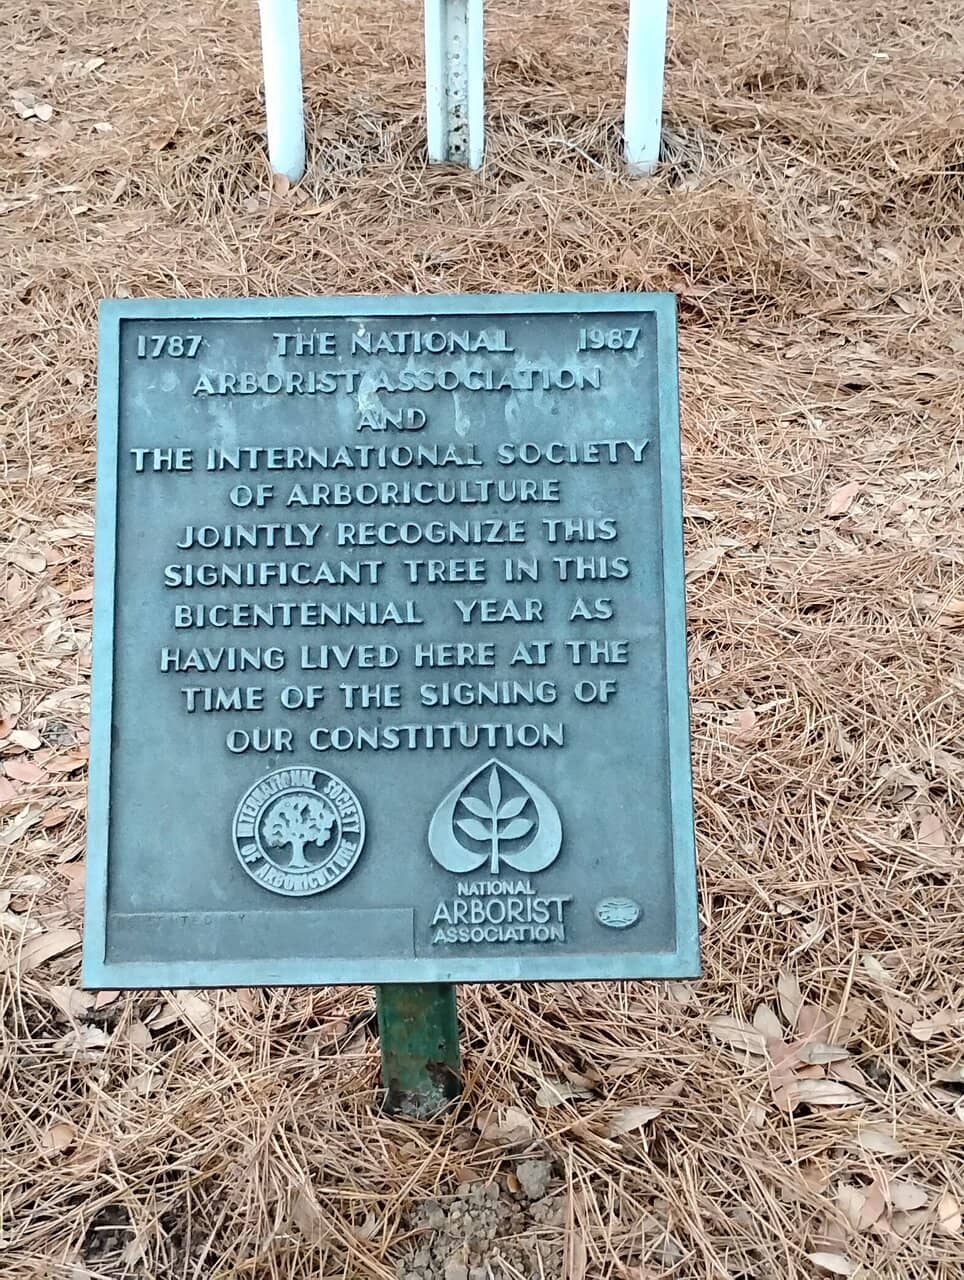 1787 THE NATIONAL 1987
ARBORIST ASSOCIATION
AND
THE INTERNATIONAL SOCIETY
OF ARBORICULTURE
JOINTLY RECOGNIZE THIS
SIGNIFICANT TREE IN THIS
BICENTENNIAL YEAR AS
HAVING LIVED HERE AT THE
TIME OF THE SIGNING OF
OUR CONSTITUTION
INTERNATIONAL SOCIETY
OF ARBORICULTURE
NATIONAL
ARBORIST
ASSOCIATION